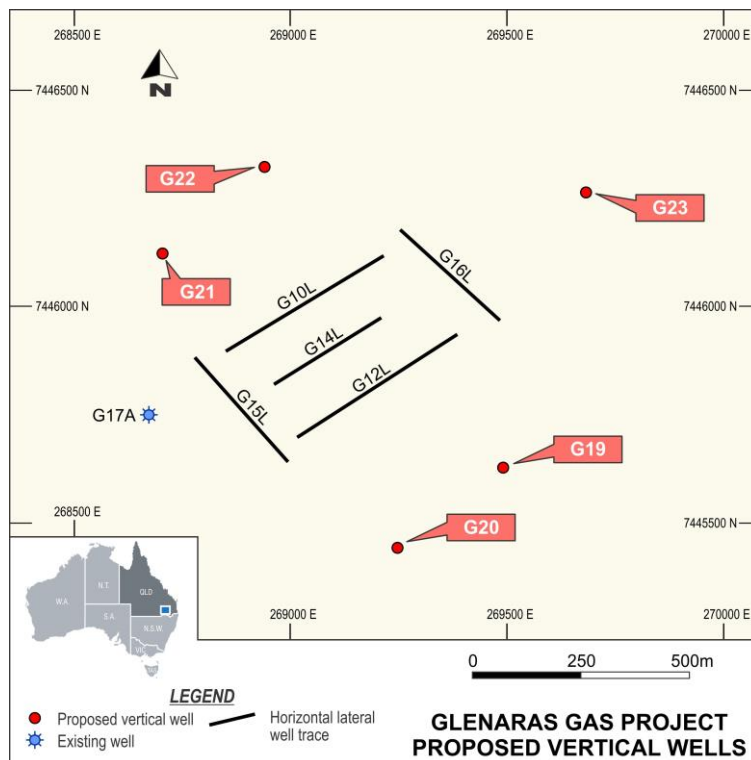 268500 E
269000 E
269500 E
270000 E
7446500 N
7446500 N
N
G22
G23
G21
G10L
G16L
7446000 N
7446000 N
G14L
G12L
G15L
G17A
G19
G20
268500 E
7445500 N
269000 E
269500 E
270000 E
W.A.
N.T.
QLD
S.A.
N.S.W.
VIC
0 250 500m
LEGEND
Proposed vertical well
Horizontal lateral
well trace
Existing well
GLENARAS GAS PROJECT
PROPOSED VERTICAL WELLS